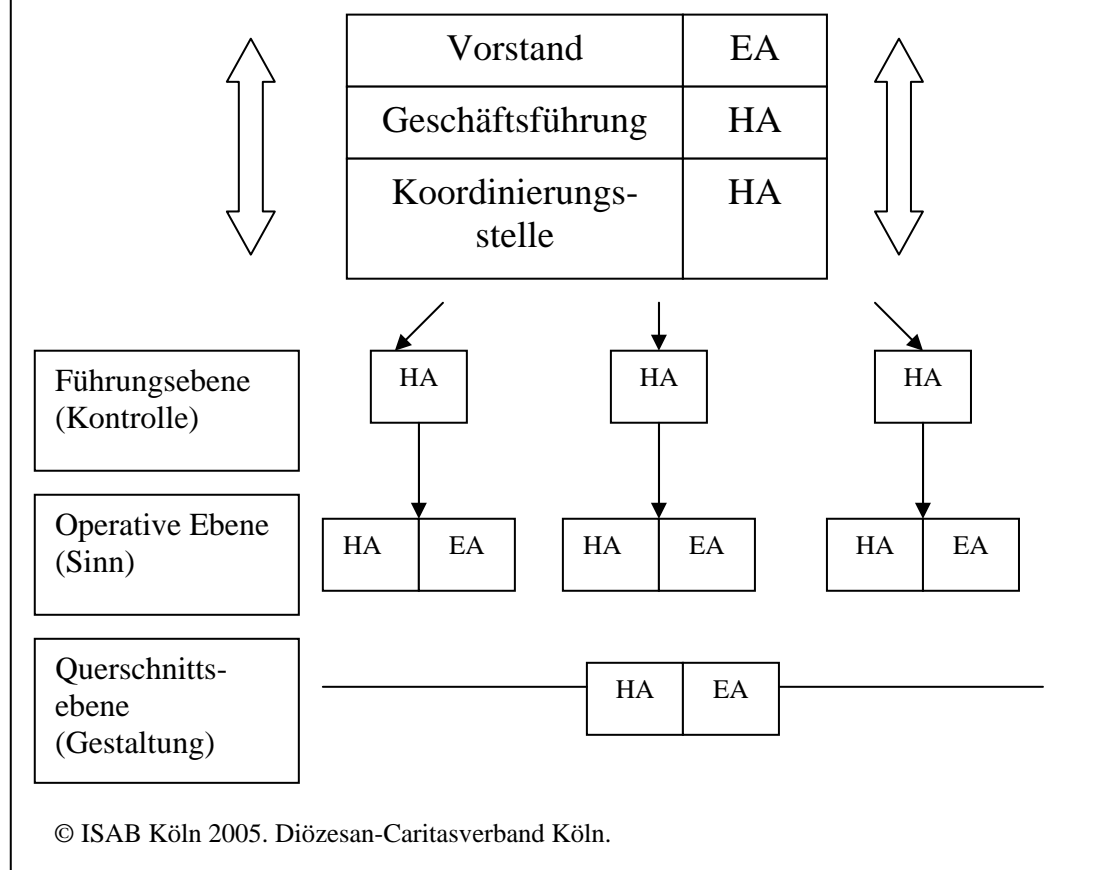 Vorstand EA
Geschäftsführung HA
Koordinierungs- HA
stelle
Führungsebene
(Kontrolle)
HA HA HA
Operative Ebene
(Sinn)
HA EA HA EA HA EA
Querschnitts-
ebene
(Gestaltung)
HA EA
© ISAB Köln 2005. Diözesan-Caritasverband Köln.